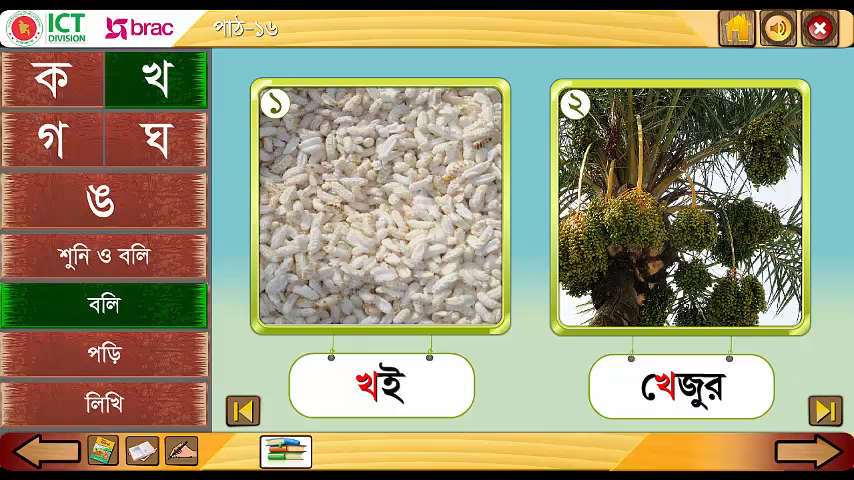 ICT
DIVISION
brac
পাঠ-১৬
ক
খ
গ
ঘ
ঙ
শুনি ও বলি
বলি
পড়ি
লিখি
১
২
খই
খেজুর